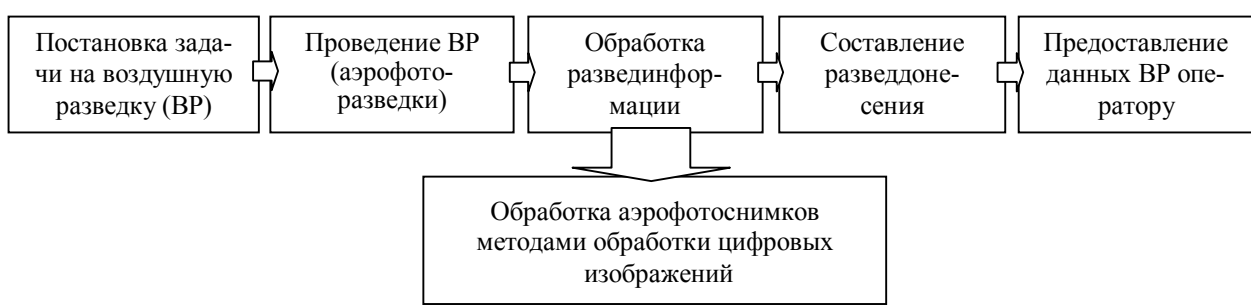 Постановка зада-
чи на воздушную
разведку (ВР)
Проведение ВР
(аэрофото-
разведки)
Обработка
развединфор-
мации
Составление
разведдоне-
сения
Предоставление
данных ВР опе-
ратору
Обработка аэрофотоснимков
методами обработки цифровых
изображений